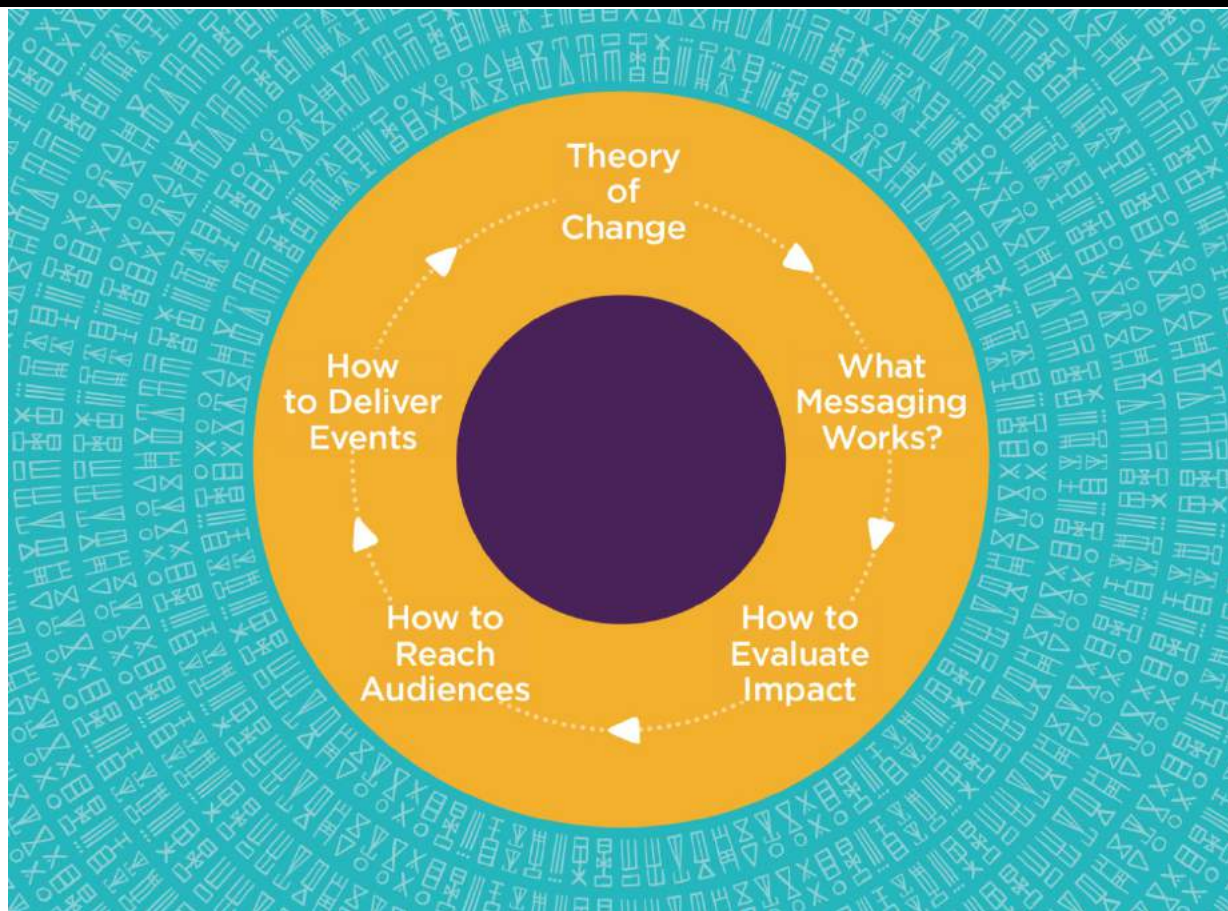 Theory
of
Change
What
Messaging
Works?
How to
Evaluate
Impact
How to
Reach
Audiences
How
to Deliver
Events